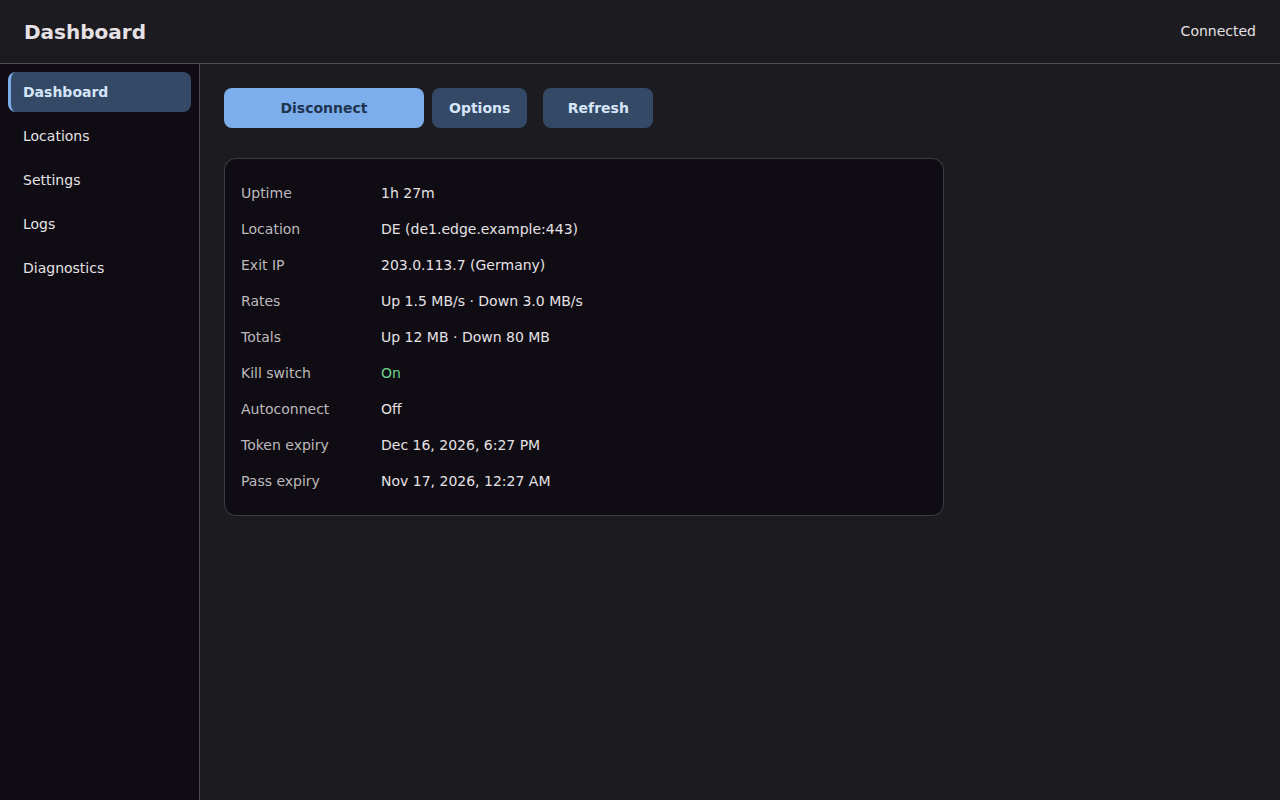 Dashboard
Connected
Dashboard
Locations
Settings
Logs
Diagnostics
Disconnect Options Refresh
Uptime 1h 27m
Location DE (de1.edge.example:443)
Exit IP 203.0.113.7 (Germany)
Rates Up 1.5 MB/s · Down 3.0 MB/s
Totals Up 12 MB · Down 80 MB
Kill switch On
Autoconnect Off
Token expiry Dec 16, 2026, 6:27 PM
Pass expiry Nov 17, 2026, 12:27 AM